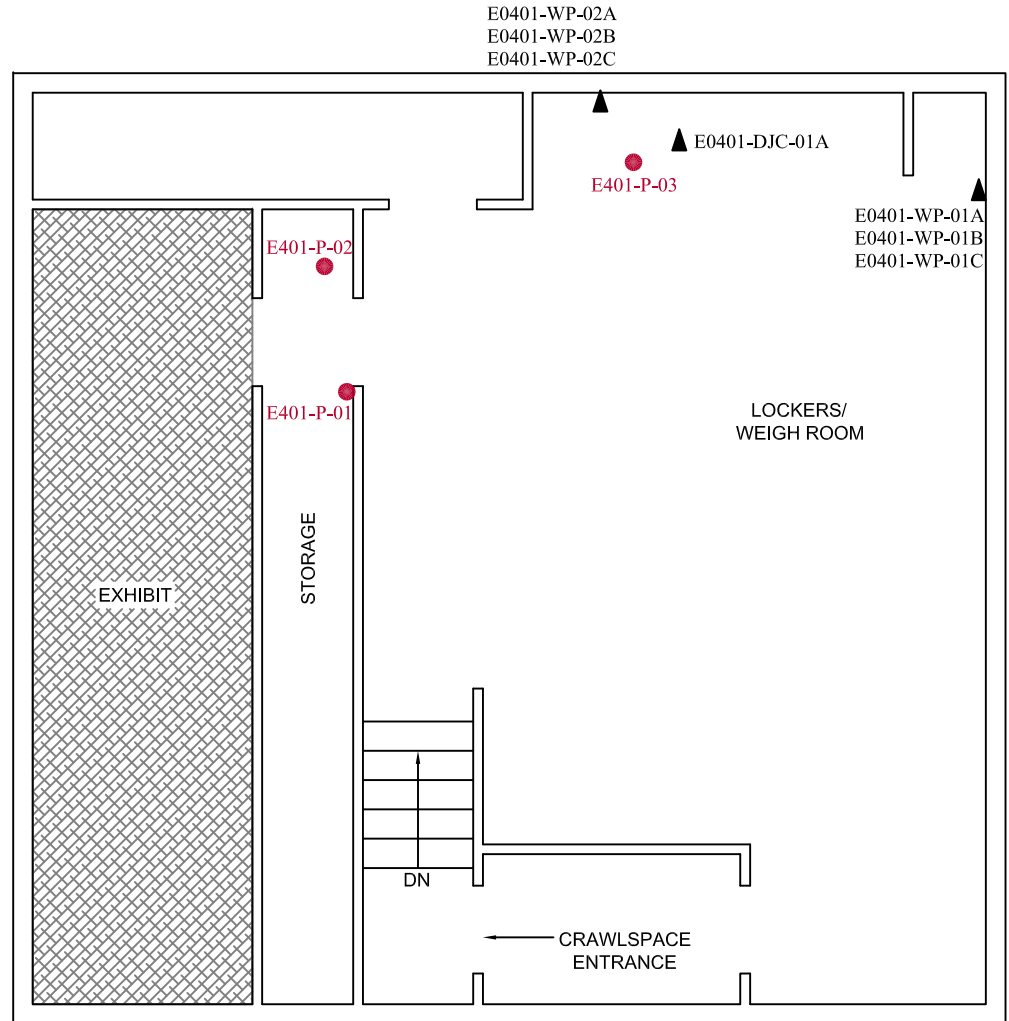 E0401-WP-02A
E0401-WP-02B
E0401-WP-02C
E0401-DJC-01A
E401-P-03
E0401-WP-01A
E0401-WP-01B
E0401-WP-01C
E401-P-02
E401-P-01
LOCKERS/
WEIGH ROOM
STORAGE
EXHIBIT
DN
CRAWLSPACE
ENTRANCE